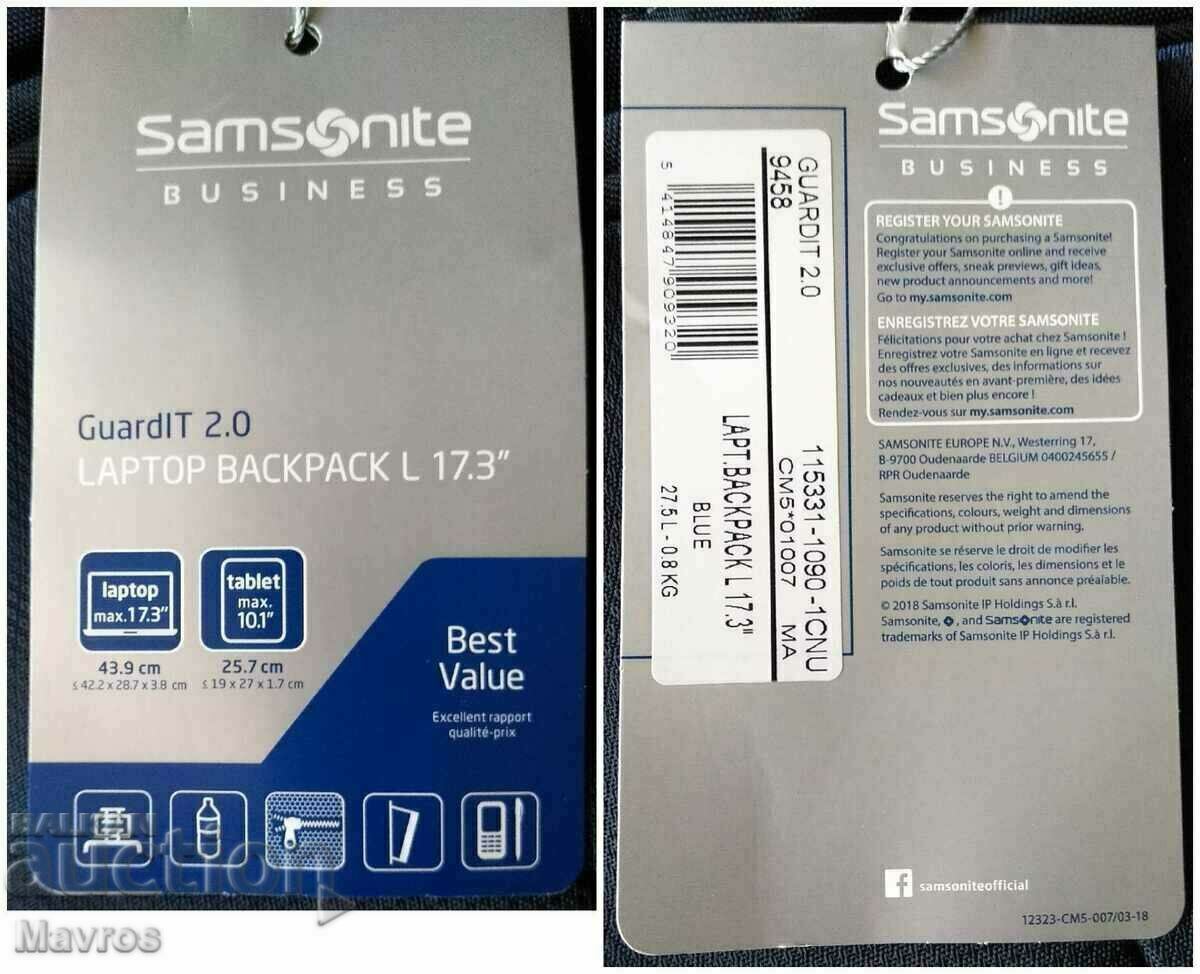 Samsonite
BUSINESS
GuardIT 2.0
LAPTOP BACKPACK L 17.3"
laptop
max.17.3"
43.9 cm
≤ 42.2 x 28.7 x 3.8 cm
tablet
max.
10.1"
25.7 cm
≤ 19 x 27 x 1.7 cm
Best
Value
Excellent rapport
qualité-prix
BALKAN
auction
Mavros
GUARDIT 2.0
9458
5 414847 909320
115331-1090-1CNU
CM5*01007 MA
LAPT.BACKPACK L 17.3"
BLUE
27.5 L - 0.8 KG
Samsonite
BUSINESS
!
REGISTER YOUR SAMSONITE
Congratulations on purchasing a Samsonite!
Register your Samsonite online and receive
exclusive offers, sneak previews, gift ideas,
new product announcements and more!
Go to my.samsonite.com
ENREGISTREZ VOTRE SAMSONITE
Félicitations pour votre achat chez Samsonite !
Enregistrez votre Samsonite en ligne et recevez
des offres exclusives, des informations sur
nos nouveautés en avant-première, des idées
cadeaux et bien plus encore !
Rendez-vous sur my.samsonite.com
SAMSONITE EUROPE N.V., Westerring 17,
B-9700 Oudenaarde BELGIUM 0400245655 /
RPR Oudenaarde
Samsonite reserves the right to amend the
specifications, colours, weight and dimensions
of any product without prior warning.
Samsonite se réserve le droit de modifier les
spécifications, les coloris, les dimensions et le
poids de tout produit sans annonce préalable.
© 2018 Samsonite IP Holdings S.à r.l.
Samsonite, , and Samsonite are registered
trademarks of Samsonite IP Holdings S.à r.l.
f samsoniteofficial
12323-CM5-007/03-18